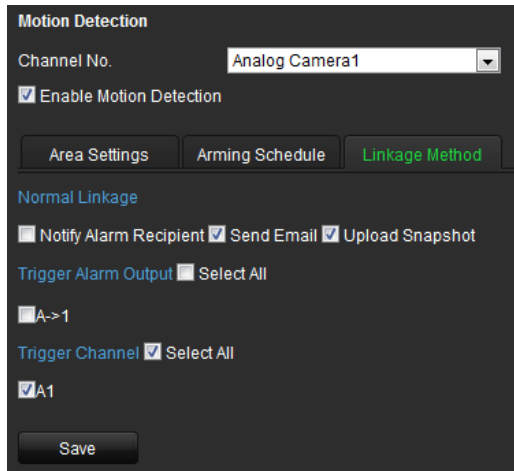 Motion Detection
Channel No. Analog Camera1
Enable Motion Detection
Area Settings Arming Schedule Linkage Method
Normal Linkage
Notify Alarm Recipient Send Email Upload Snapshot
Trigger Alarm Output Select All
A->1
Trigger Channel Select All
A1
Save